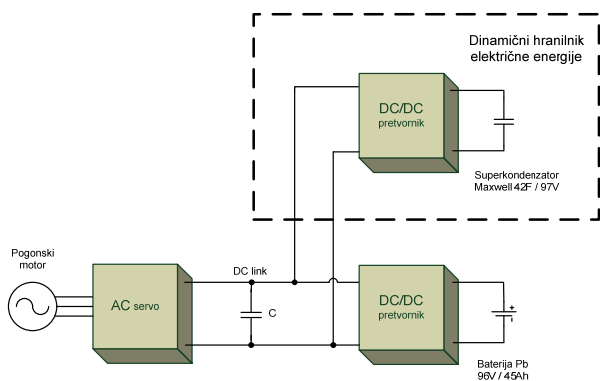 Dinamični hranilnik
električne energije
DC/DC
pretvornik
Superkondenzator
Maxwell 42F / 97V
Pogonski
motor
AC servo
DC link
C
DC/DC
pretvornik
+
Baterija Pb
96V / 45Ah